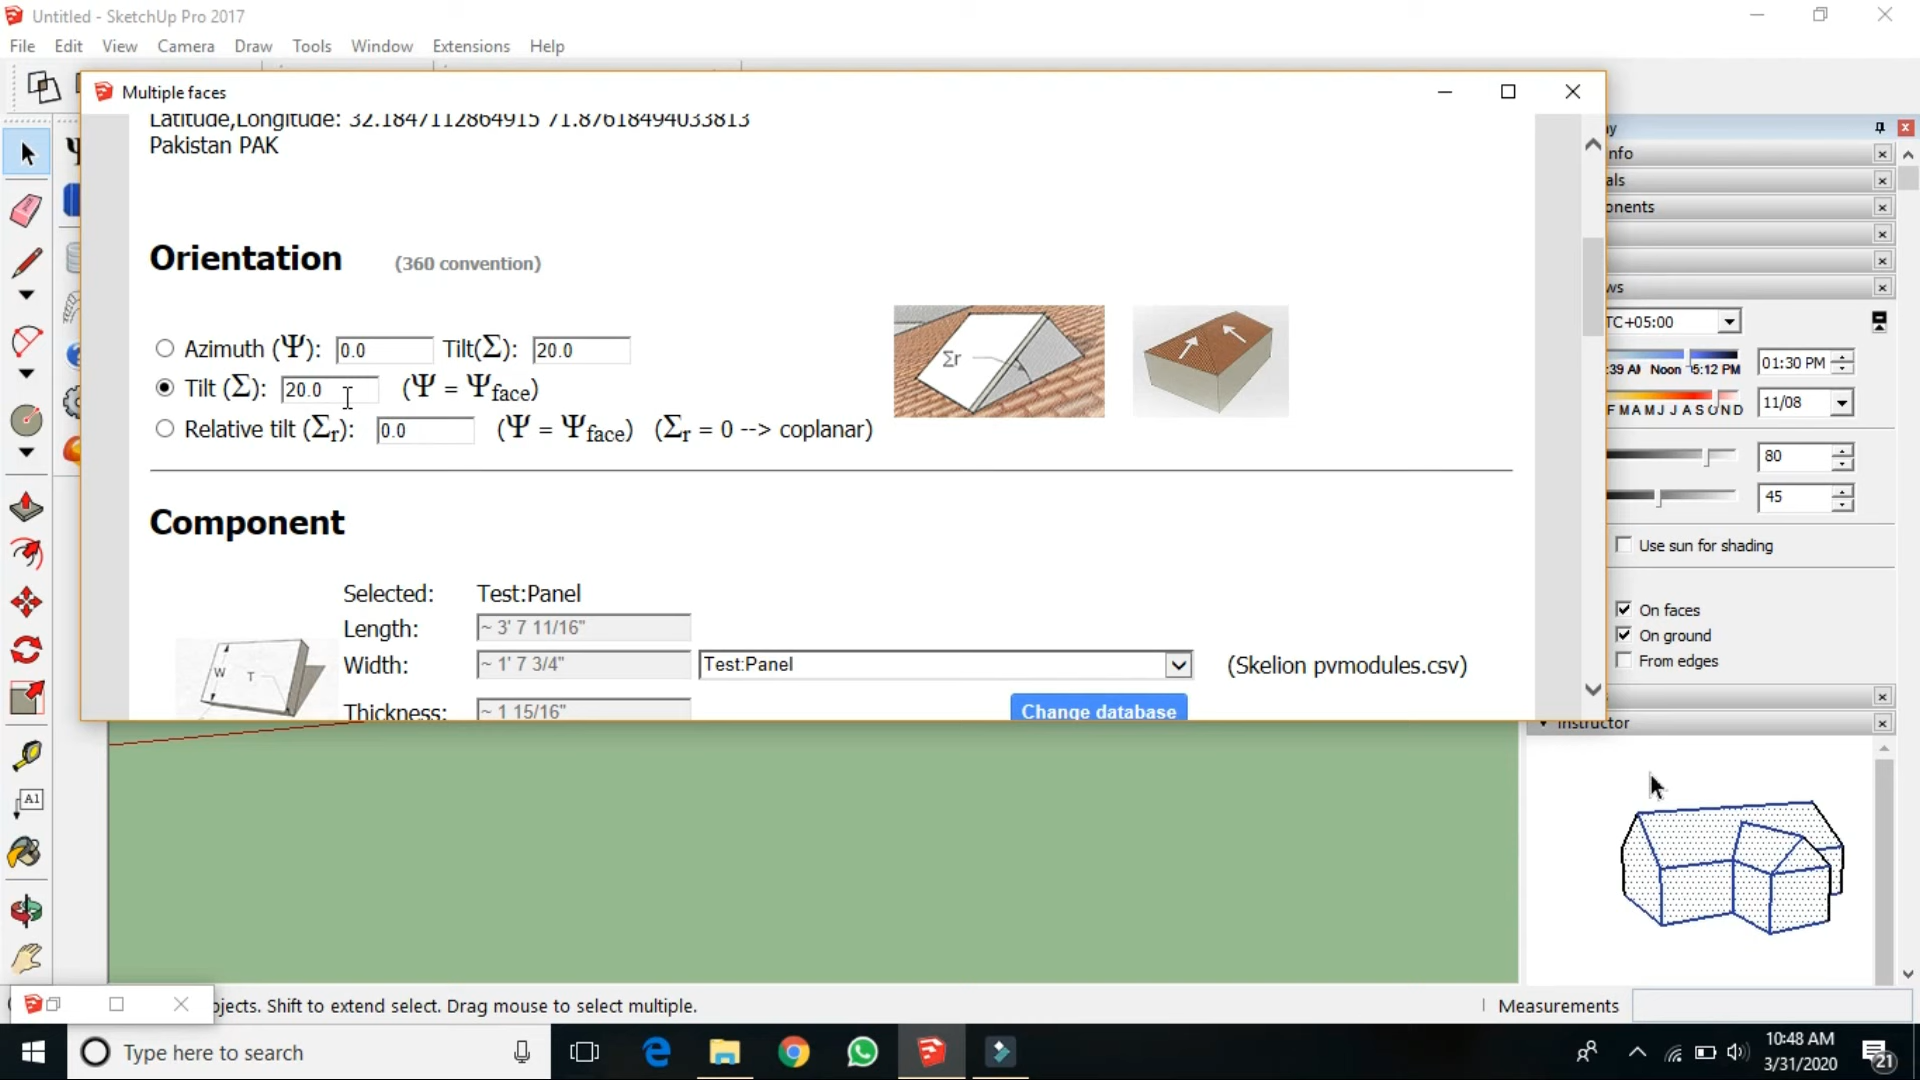 Untitled - SketchUp Pro 2017
File Edit View Camera Draw Tools Window Extensions Help
Multiple faces
Latitude,Longitude: 32.1847112864915 71.87618494033813
Pakistan PAK
Orientation (360 convention)
Azimuth (Ψ): 0.0 Tilt(Σ): 20.0
Tilt (Σ): 20.0 (Ψ = Ψface)
Relative tilt (Σr): 0.0 (Ψ = Ψface) (Σr = 0 --> coplanar)
Σr
Component
Selected: Test:Panel
Length: ~ 3' 7 11/16"
Width: ~ 1' 7 3/4" Test:Panel (Skelion pvmodules.csv)
Thickness: ~ 1 15/16" Change database
W T
ay
nfo
als
onents
ws
TC+05:00
:39 AM Noon 05:12 PM 01:30 PM
F M A M J J A S O N D 11/08
80
45
Use sun for shading
On faces
On ground
From edges
Instructor
A1
bjects. Shift to extend select. Drag mouse to select multiple.
Measurements
Type here to search
10:48 AM
3/31/2020
21